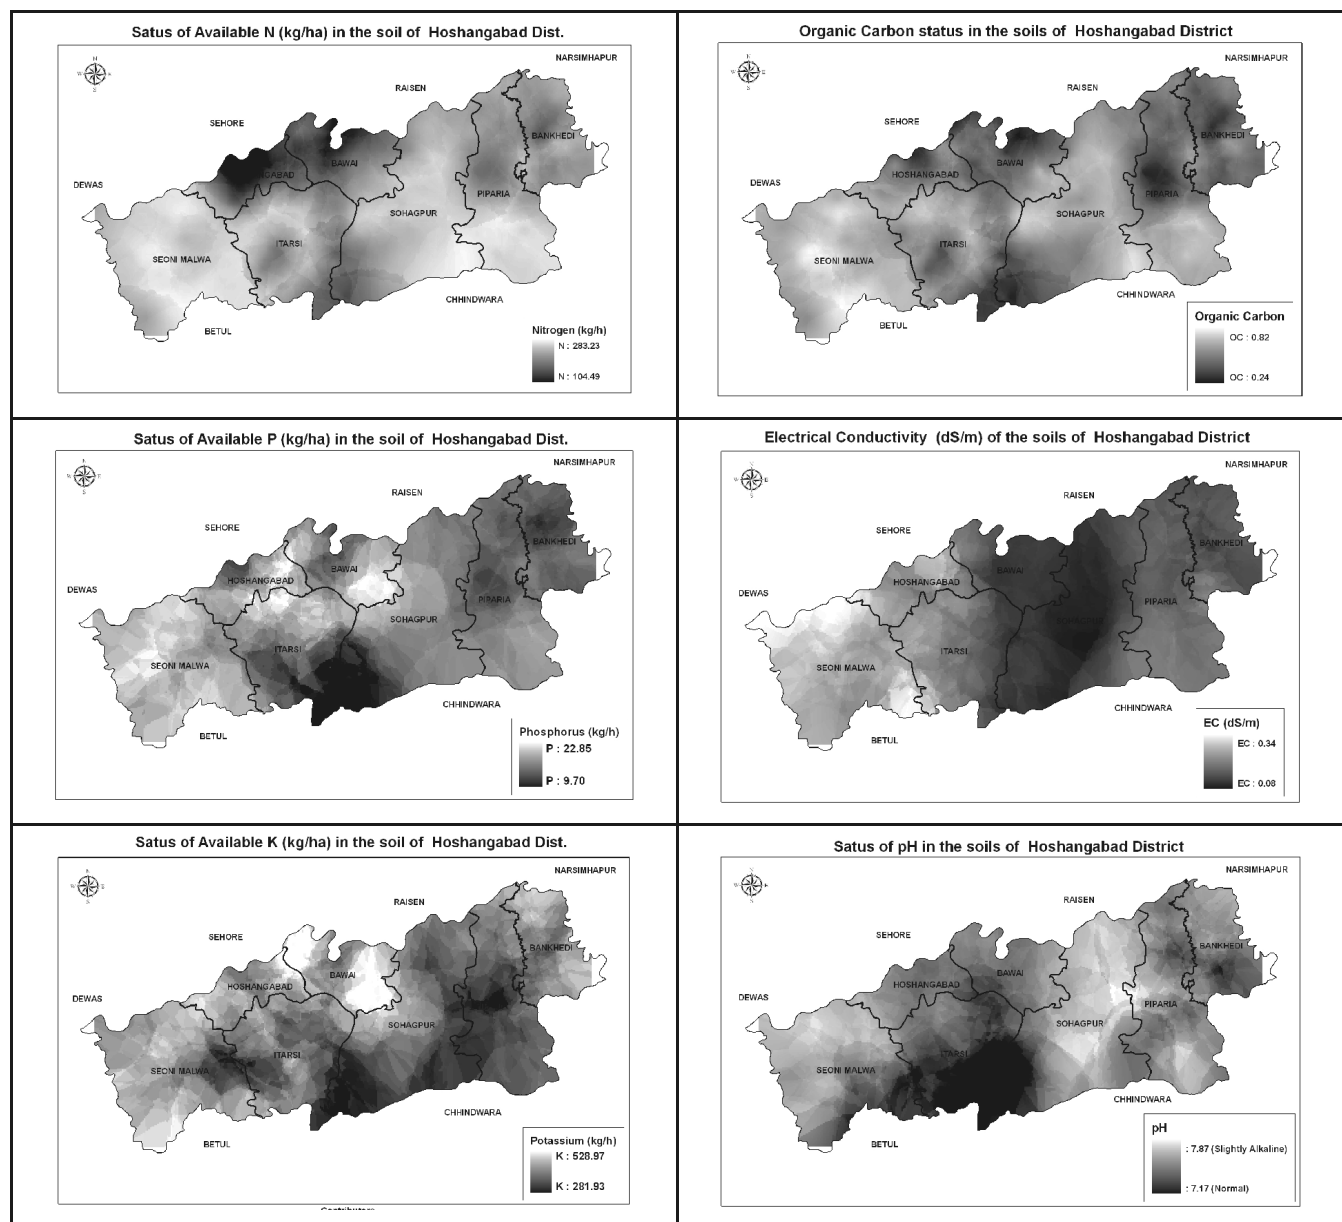 Satus of Available N (kg/ha) in the soil of Hoshangabad Dist.
NARSIMHAPUR
RAISEN
SEHORE
BANKHEDI
BAWAI
GABAD
DEWAS
PIPARIA
SOHAGPUR
ITARSI
SEONI MALWA
CHHINDWARA
BETUL
Nitrogen (kg/h)
N : 283.23
N : 104.49
Organic Carbon status in the soils of Hoshangabad District
NARSIMHAPUR
RAISEN
SEHORE
BANKHEDI
BAWAI
HOSHANGABAD
DEWAS
PIPARIA
SOHAGPUR
ITARSI
SEONI MALWA
CHHINDWARA
BETUL
Organic Carbon
OC : 0.82
OC : 0.24
Satus of Available P (kg/ha) in the soil of Hoshangabad Dist.
NARSIMHAPUR
RAISEN
SEHORE
BANKHEDI
BAWAI
HOSHANGABAD
DEWAS
PIPARIA
SOHAGPUR
ITARSI
SEONI MALWA
CHHINDWARA
BETUL
Phosphorus (kg/h)
P : 22.85
P : 9.70
Electrical Conductivity (dS/m) of the soils of Hoshangabad District
NARSIMHAPUR
RAISEN
SEHORE
BANKHEDI
BAWAI
HOSHANGABAD
DEWAS
PIPARIA
SOHAGPUR
ITARSI
SEONI MALWA
CHHINDWARA
BETUL
EC (dS/m)
EC : 0.34
EC : 0.08
Satus of Available K (kg/ha) in the soil of Hoshangabad Dist.
NARSIMHAPUR
RAISEN
SEHORE
BANKHEDI
BAWAI
HOSHANGABAD
DEWAS
SOHAGPUR
ITARSI
SEONI MALWA
CHHINDWARA
BETUL
Potassium (kg/h)
K : 528.97
K : 281.93
Satus of pH in the soils of Hoshangabad District
NARSIMHAPUR
RAISEN
SEHORE
BANKHEDI
BAWAI
HOSHANGABAD
DEWAS
PIPARIA
SOHAGPUR
ITARSI
SEONI MALWA
CHHINDWARA
BETUL
pH
: 7.87 (Slightly Alkaline)
: 7.17 (Normal)